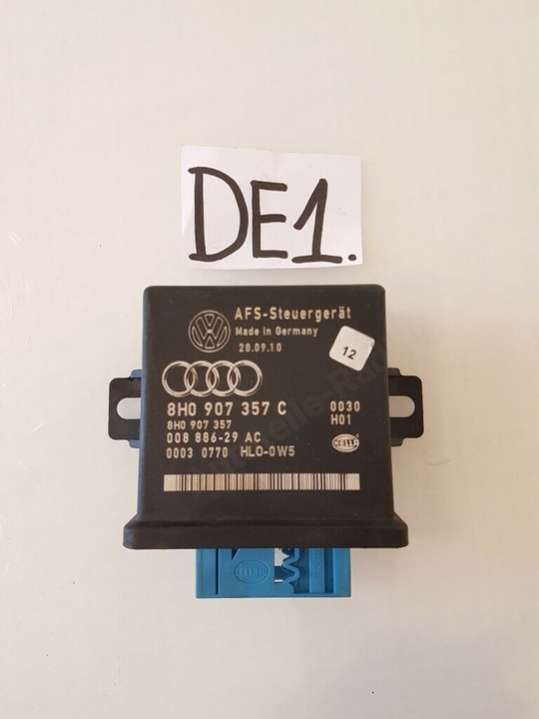 DE1.
AFS-Steuergerät
Made in Germany
28.09.10
12
8H0 907 357 C
0030
8H0 907 357
H01
008 886-29 AC
0003 0770 HLO-0W5
HELLA